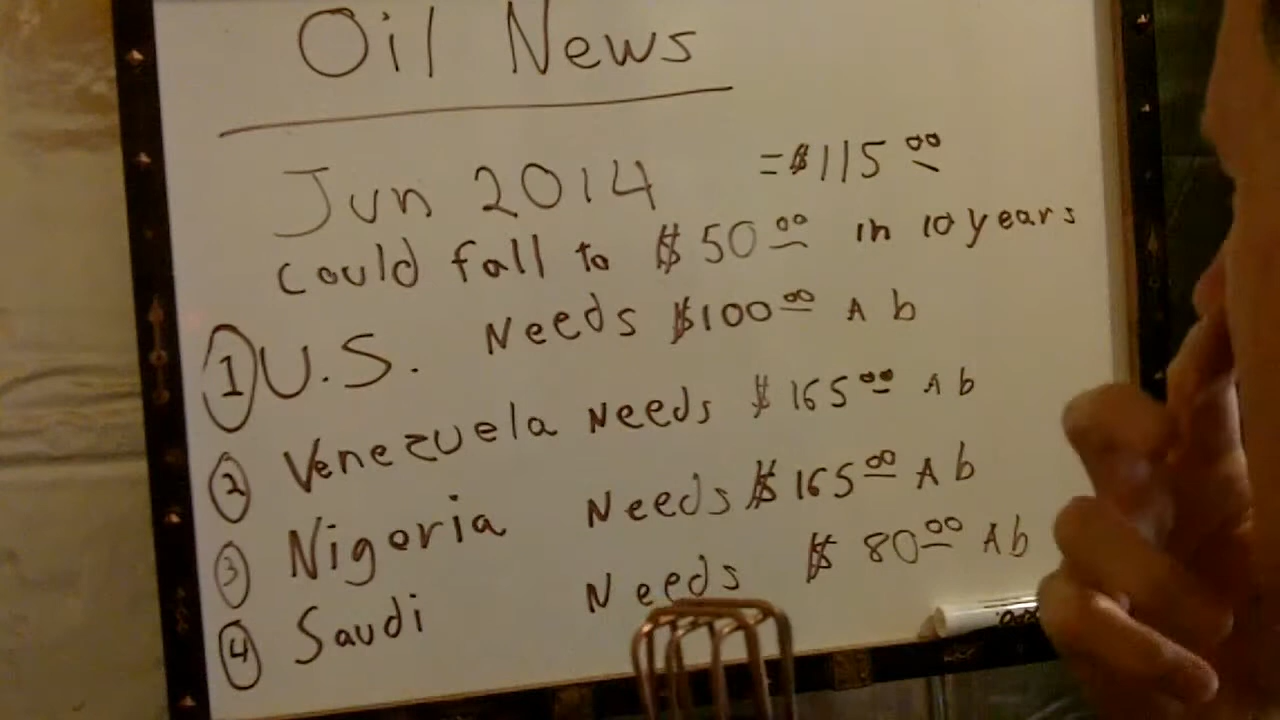 Oil News
Jun 2014 = $115.00
could fall to $50.00 in 10 years
1 U.S. Needs $100.00 A b
2 Venezuela Needs $165.00 A b
3 Nigeria Needs $165.00 A b
4 Saudi Needs $80.00 A b